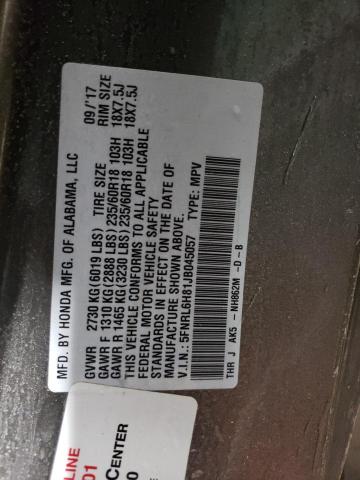 MFD. BY HONDA MFG. OF ALABAMA, LLC 09/'17
GVWR 2730 KG (6019 LBS) TIRE SIZE RIM SIZE
GAWR F 1310 KG (2888 LBS) 235/60R18 103H 18X7.5J
GAWR R 1465 KG (3230 LBS) 235/60R18 103H 18X7.5J
THIS VEHICLE CONFORMS TO ALL APPLICABLE
FEDERAL MOTOR VEHICLE SAFETY
STANDARDS IN EFFECT ON THE DATE OF
MANUFACTURE SHOWN ABOVE.
V.I.N.: 5FNRL6H81JB045057 TYPE: MPV
THR J AK5 - NH862M -D -B
LINE
01
CENTER
0